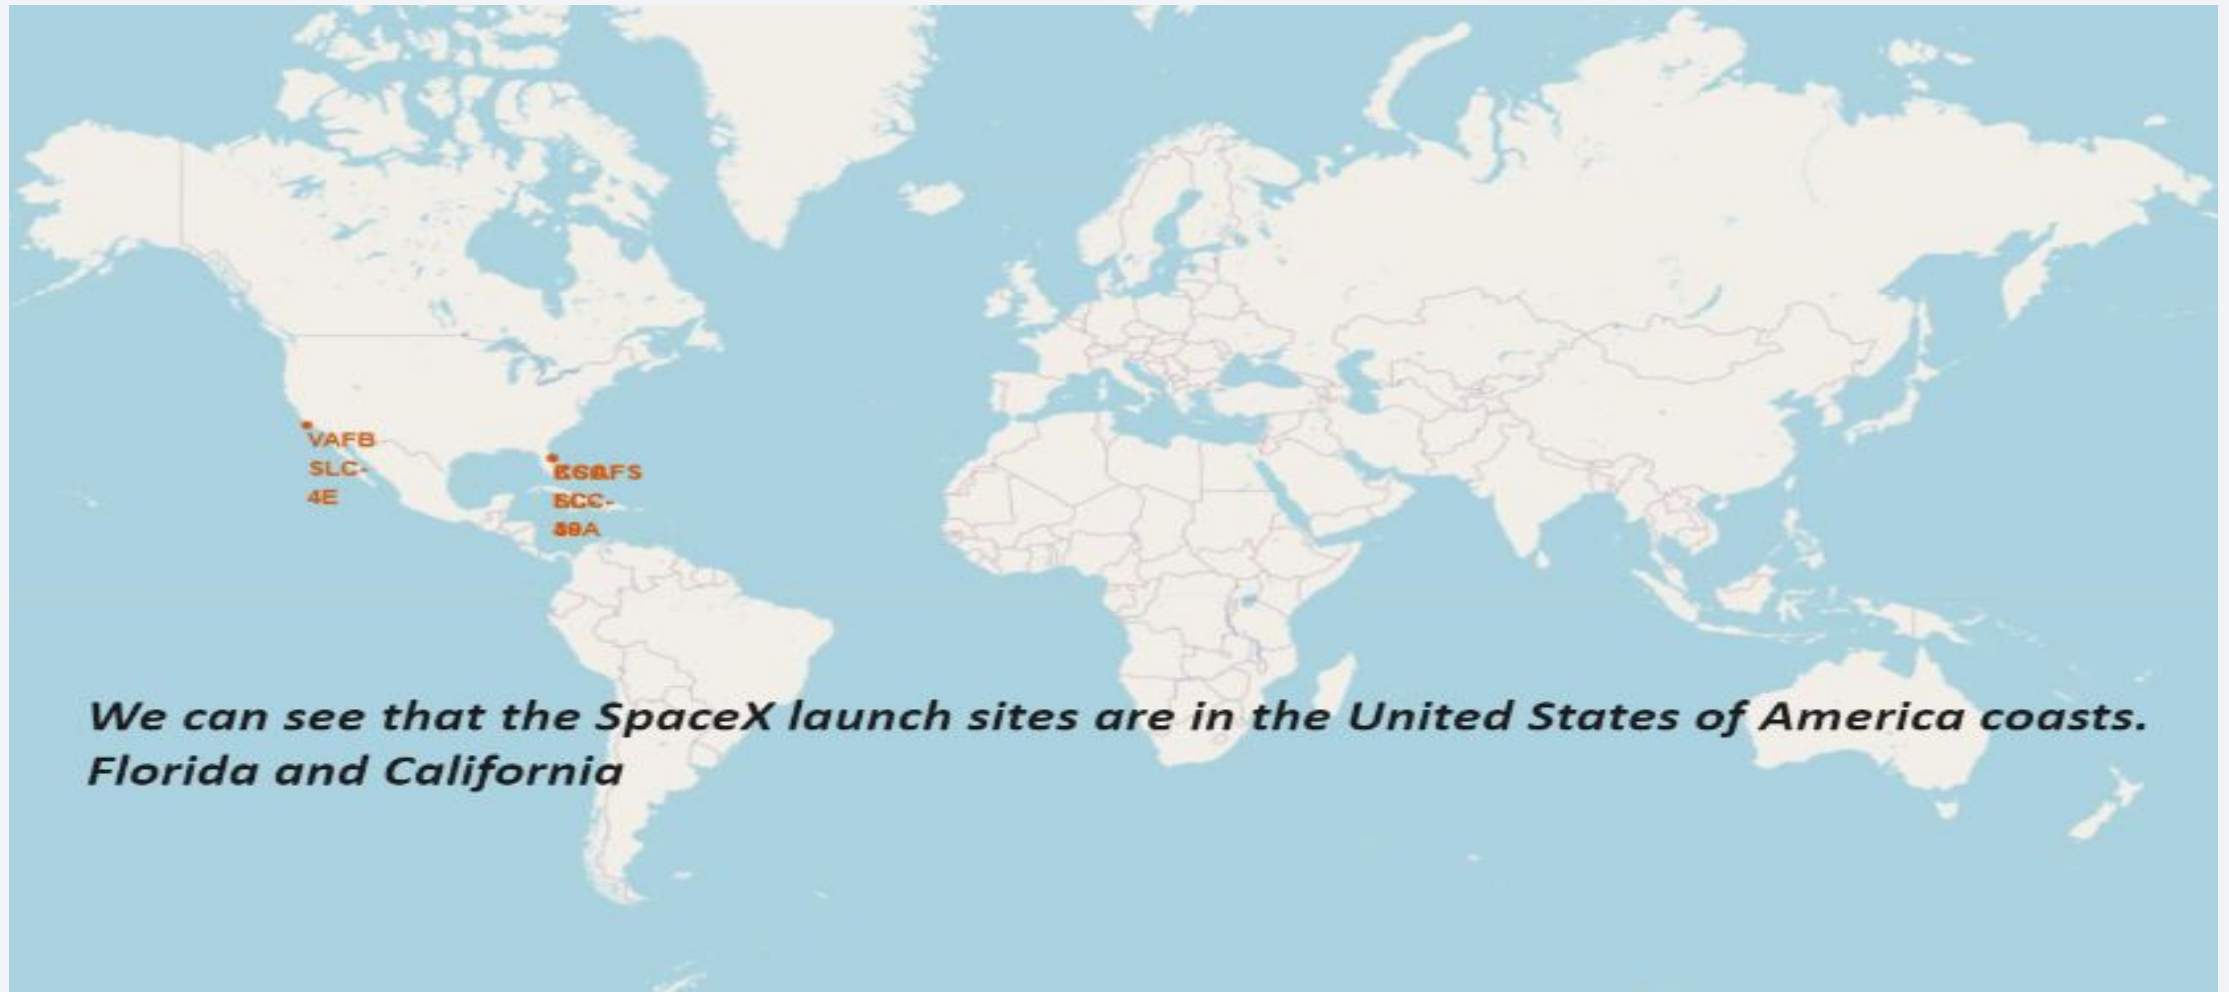 VAFB
SLC-
4E
We can see that the SpaceX launch sites are in the United States of America coasts.
Florida and California